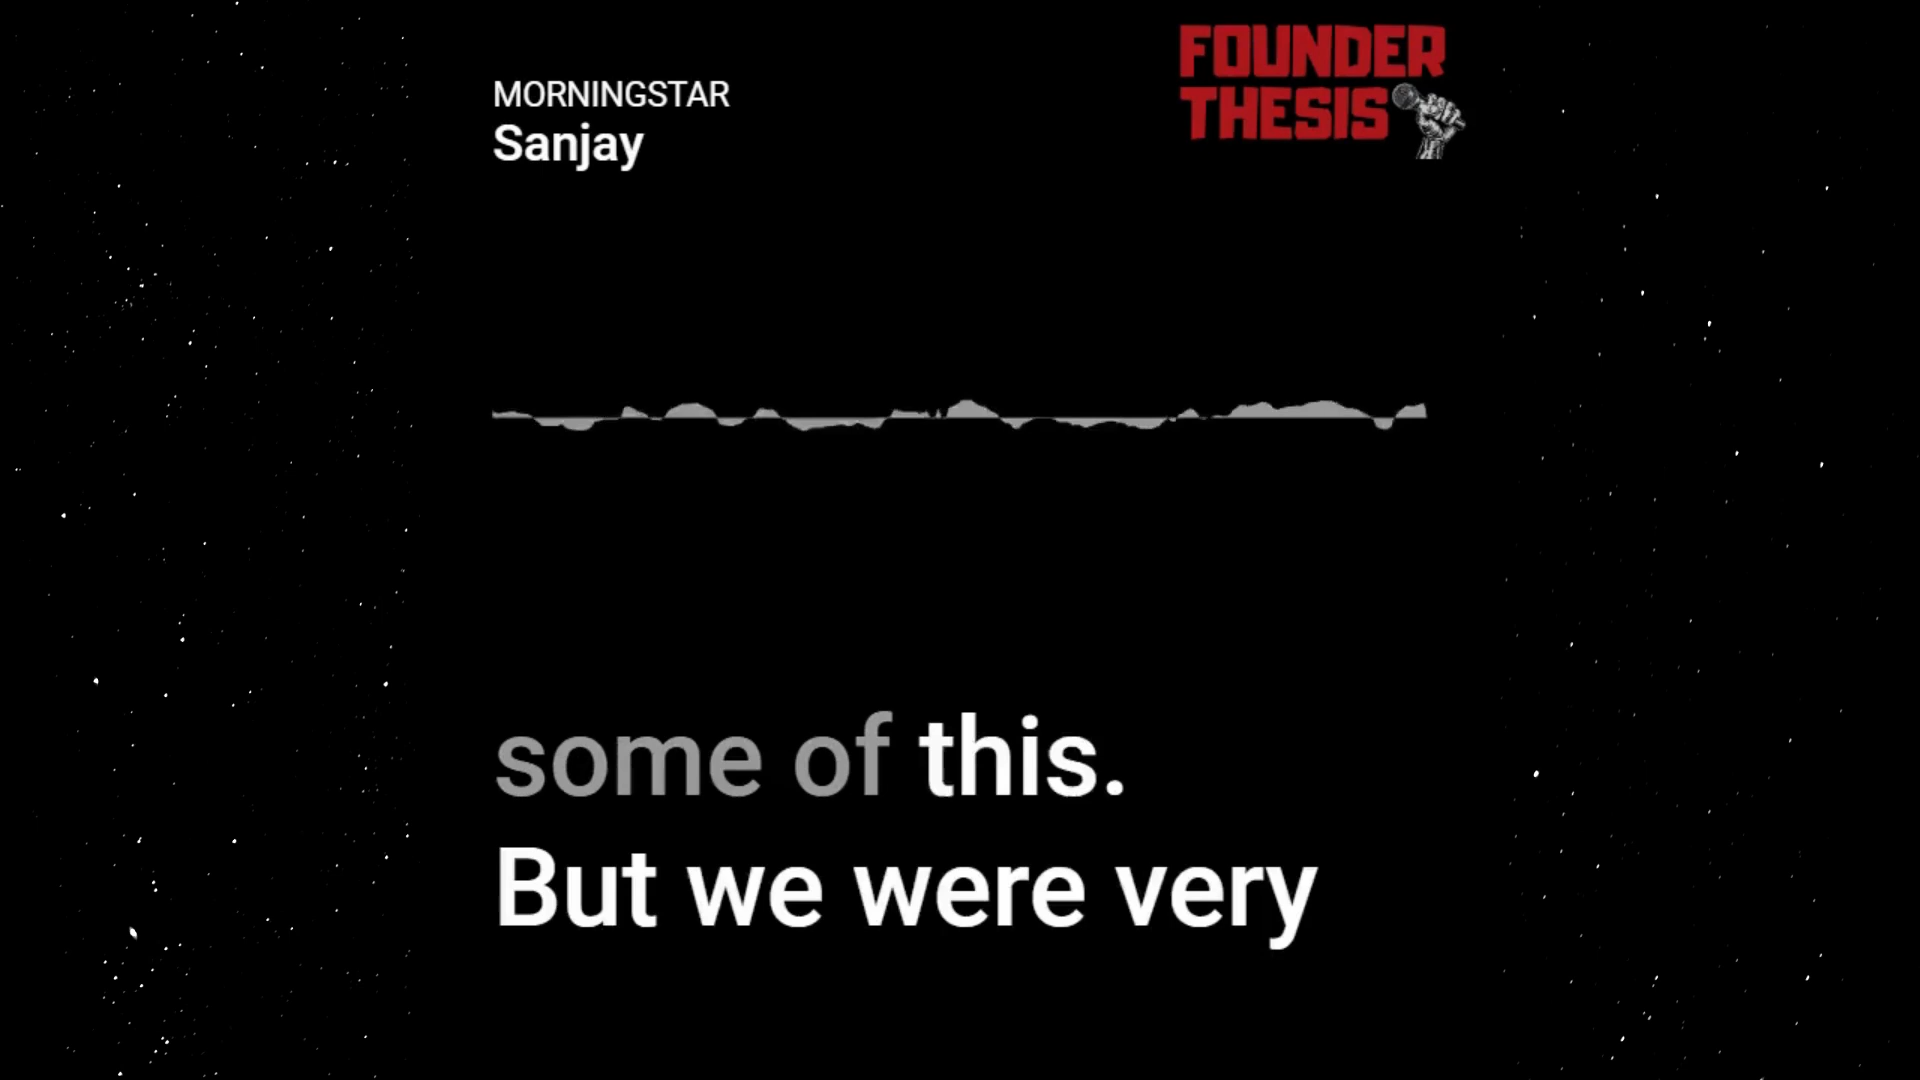 MORNINGSTAR
Sanjay
FOUNDER
THESIS
some of this.
But we were very